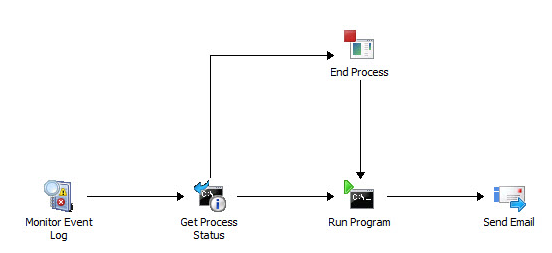 End Process
Monitor Event
Log
Get Process
Status
Run Program
Send Email